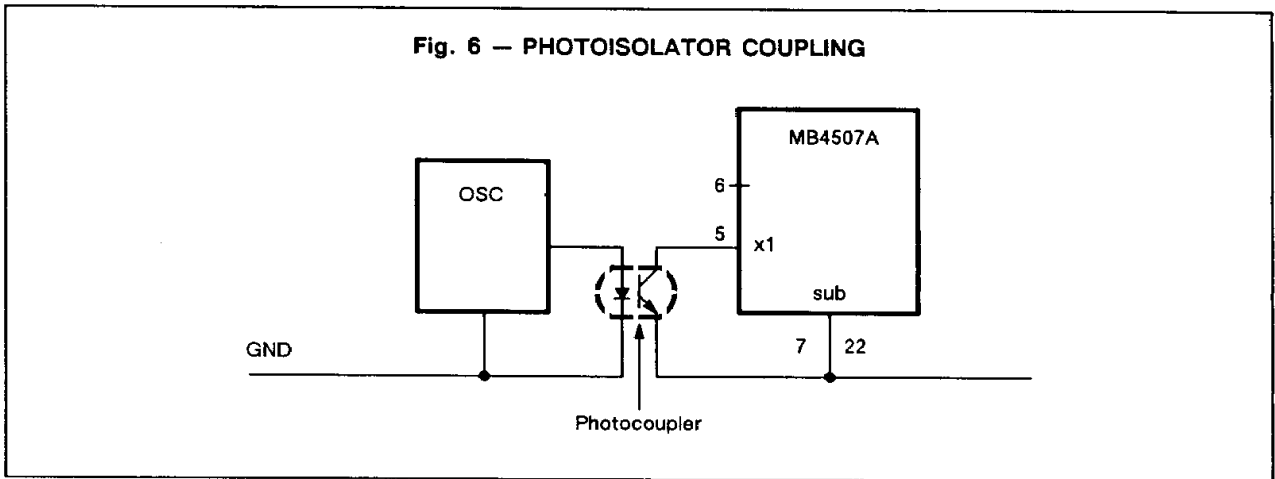 Fig. 6 — PHOTOISOLATOR COUPLING
MB4507A
OSC
6
5
x1
sub
GND
7 22
Photocoupler